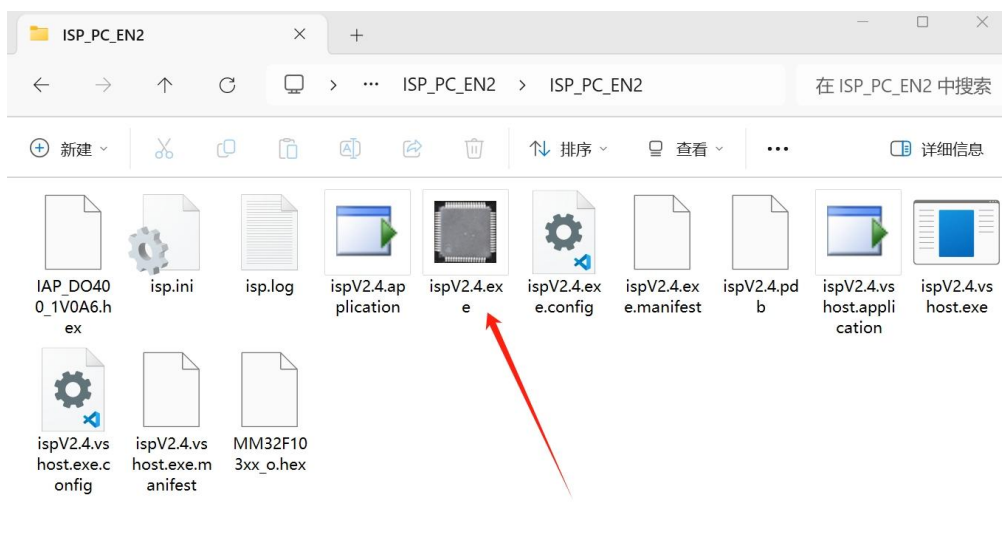 ISP_PC_EN2
ISP_PC_EN2 > ISP_PC_EN2
在 ISP_PC_EN2 中搜索
新建
排序
查看
详细信息
IAP_DO40
0_1V0A6.h
ex
isp.ini
isp.log
ispV2.4.ap
plication
ispV2.4.ex
e
ispV2.4.ex
e.config
ispV2.4.ex
e.manifest
ispV2.4.pd
b
ispV2.4.vs
host.appli
cation
ispV2.4.vs
host.exe
ispV2.4.vs
host.exe.c
onfig
ispV2.4.vs
host.exe.m
anifest
MM32F10
3xx_o.hex